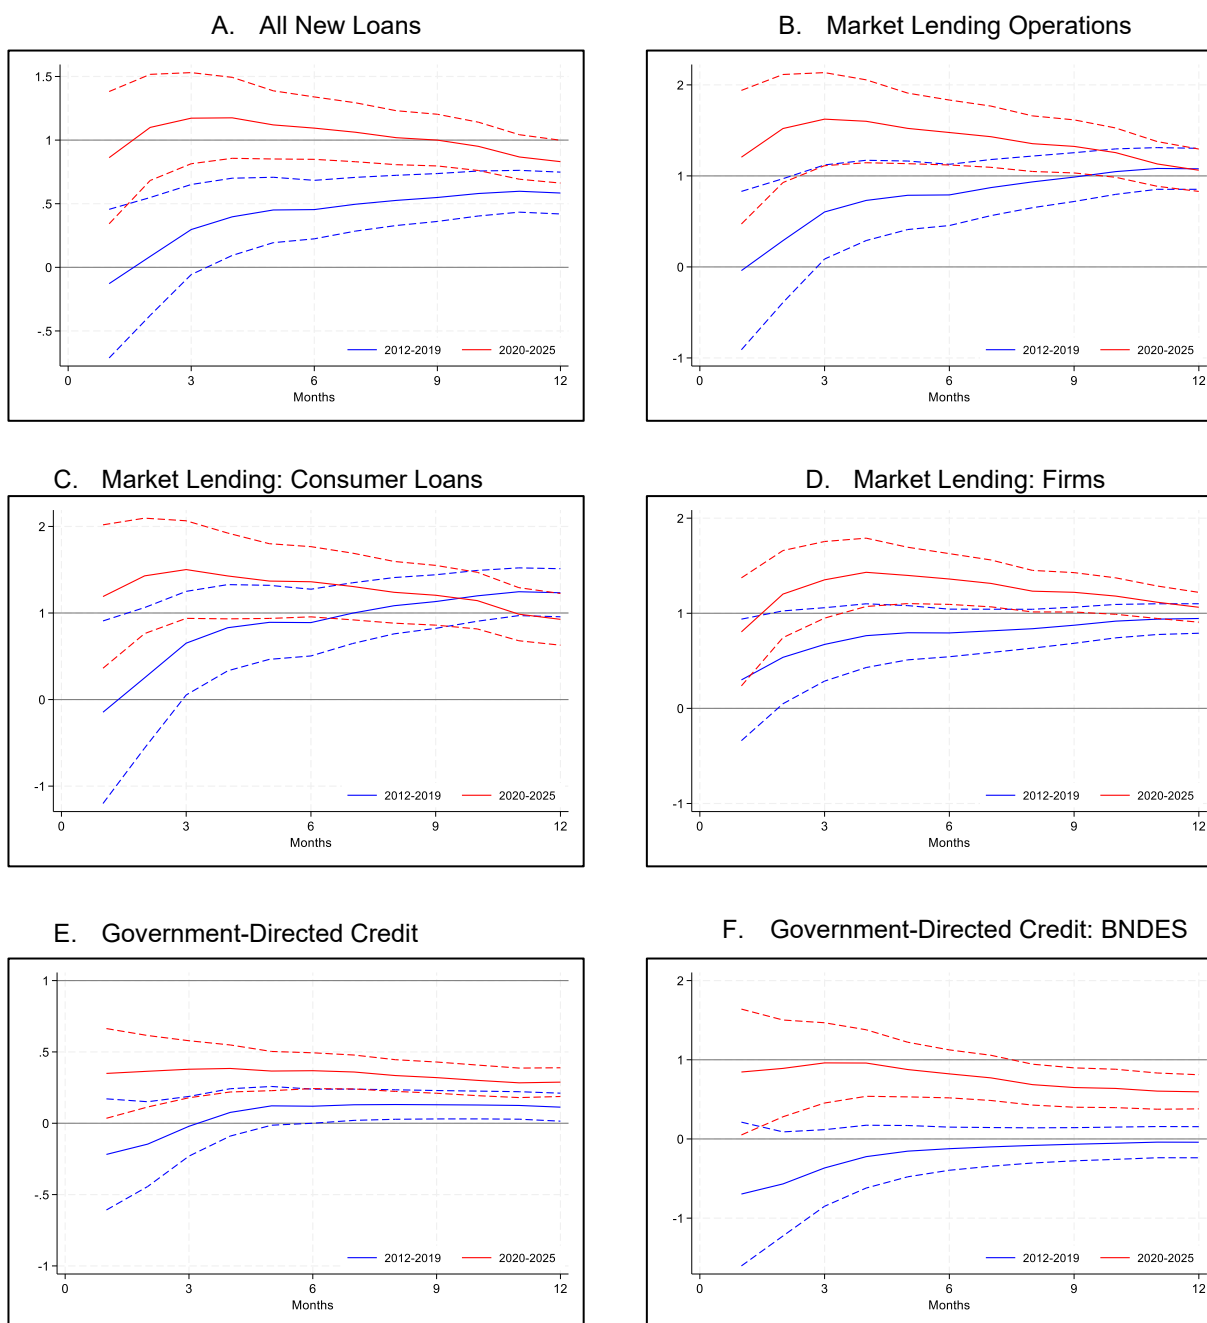 A. All New Loans
1.5
1
.5
0
-.5
0 3 6 9 12
Months
2012-2019 2020-2025
B. Market Lending Operations
2
1
0
-1
0 3 6 9 12
Months
2012-2019 2020-2025
C. Market Lending: Consumer Loans
2
1
0
-1
0 3 6 9 12
Months
2012-2019 2020-2025
D. Market Lending: Firms
2
1
0
-1
0 3 6 9 12
Months
2012-2019 2020-2025
E. Government-Directed Credit
1
.5
0
-.5
-1
0 3 6 9 12
Months
2012-2019 2020-2025
F. Government-Directed Credit: BNDES
2
1
0
-1
0 3 6 9 12
Months
2012-2019 2020-2025